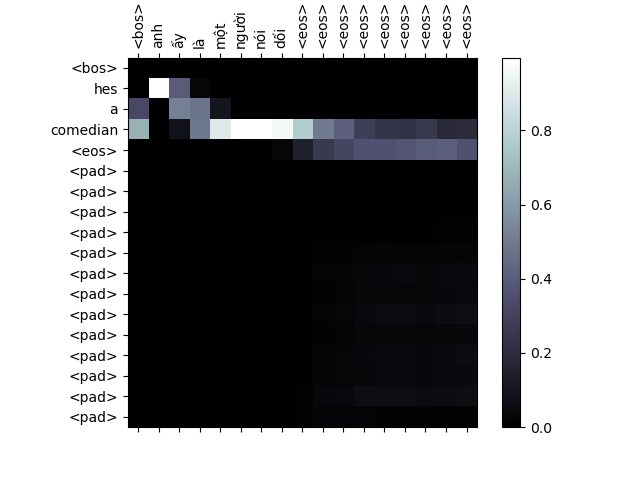 <bos> anh ấy là một người nói dối <eos> <eos> <eos> <eos> <eos> <eos> <eos> <eos> <eos>
<bos>
hes
a
comedian
<eos>
<pad>
<pad>
<pad>
<pad>
<pad>
<pad>
<pad>
<pad>
<pad>
<pad>
<pad>
<pad>
<pad>
0.8
0.6
0.4
0.2
0.0